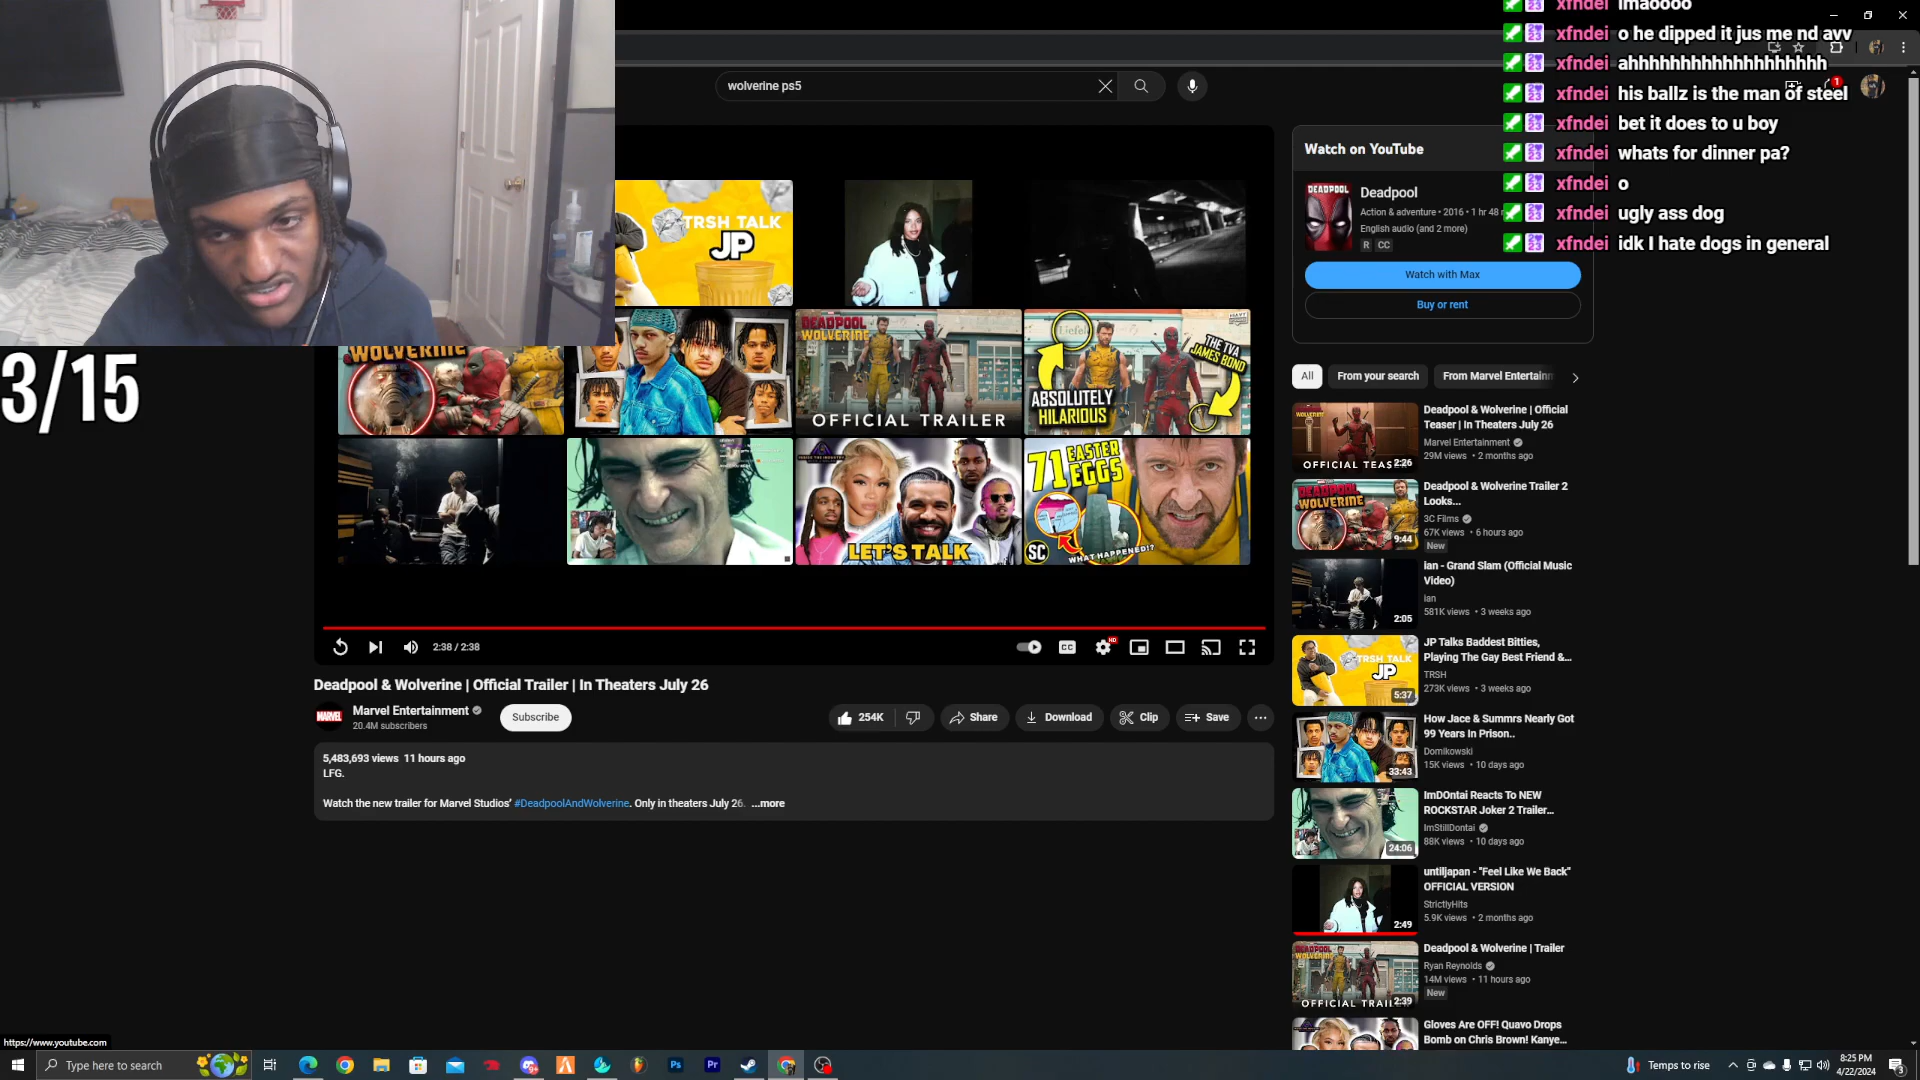 xfndei lmaoooo
xfndei o he dipped it jus me nd avv
xfndei ahhhhhhhhhhhhhhhhhhh
xfndei his ballz is the man of steel
xfndei bet it does to u boy
xfndei whats for dinner pa?
xfndei o
xfndei ugly ass dog
xfndei idk I hate dogs in general
wolverine ps5
1
3/15
TRSH TALK
JP
WOLVERINE
DEADPOOL
WOLVERINE
OFFICIAL TRAILER
ABSOLUTELY
HILARIOUS
THE TVA
JAMES BOND
LET'S TALK
71 EASTER
EGGS
WHAT HAPPENED!?
SC
2:38 / 2:38
CC
HD
Deadpool & Wolverine | Official Trailer | In Theaters July 26
MARVEL
Marvel Entertainment
20.4M subscribers
Subscribe
254K
Share
Download
Clip
Save
5,483,693 views 11 hours ago
LFG.
Watch the new trailer for Marvel Studios' #DeadpoolAndWolverine. Only in theaters July 26. ...more
Watch on YouTube
DEADPOOL
Deadpool
Action & adventure • 2016 • 1 hr 48
English audio (and 2 more)
R CC
Watch with Max
Buy or rent
All
From your search
From Marvel Entertainm
Deadpool & Wolverine | Official
Teaser | In Theaters July 26
Marvel Entertainment
29M views • 2 months ago
2:26
Deadpool & Wolverine Trailer 2
Looks...
3C Films
67K views • 6 hours ago
New
9:44
ian - Grand Slam (Official Music
Video)
ian
581K views • 3 weeks ago
2:05
JP Talks Baddest Bitties,
Playing The Gay Best Friend &...
TRSH
273K views • 3 weeks ago
TRSH TALK
JP
5:37
How Jace & Summrs Nearly Got
99 Years In Prison..
Domikowski
15K views • 10 days ago
33:43
ImDOntai Reacts To NEW
ROCKSTAR Joker 2 Trailer...
ImStillDontai
88K views • 10 days ago
24:06
untiljapan - "Feel Like We Back"
OFFICIAL VERSION
StrictlyHits
5.9K views • 2 months ago
2:49
Deadpool & Wolverine | Trailer
Ryan Reynolds
14M views • 11 hours ago
New
2:39
Gloves Are OFF! Quavo Drops
Bomb on Chris Brown! Kanye...
https://www.youtube.com
Type here to search
Ps
Pr
Temps to rise
8:25 PM
4/22/2024
3